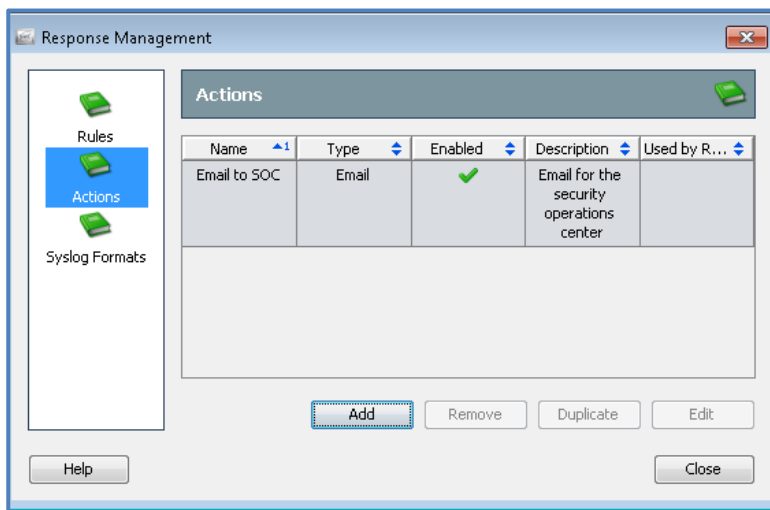 Response Management
Rules
Actions
Syslog Formats
Actions
Name 1 Type Enabled Description Used by R...
Email to SOC Email Email for the
security
operations
center
Add Remove Duplicate Edit
Help Close